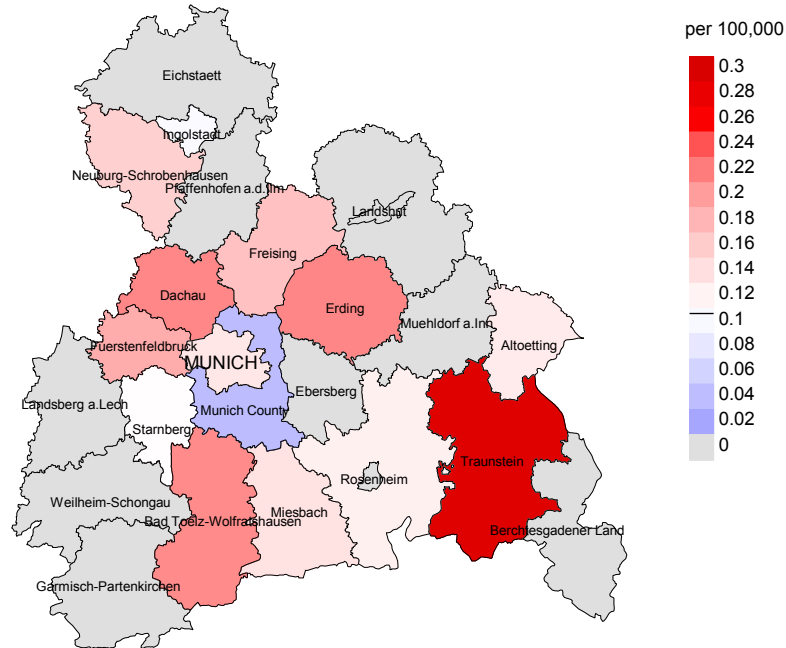 per 100,000
0.3
0.28
0.26
0.24
0.22
0.2
0.18
0.16
0.14
0.12
0.1
0.08
0.06
0.04
0.02
0
Eichstaett
Ingolstadt
Neuburg-Schrobenhausen
Pfaffenhofen a.d.Ilm
Landshut
Freising
Dachau
Erding
Muehldorf a.Inn
Altoetting
Fuerstenfeldbruck
MUNICH
Ebersberg
Landsberg a.Lech
Munich County
Starnberg
Traunstein
Rosenheim
Weilheim-Schongau
Miesbach
Bad Toelz-Wolfratshausen
Berchtesgadener Land
Garmisch-Partenkirchen